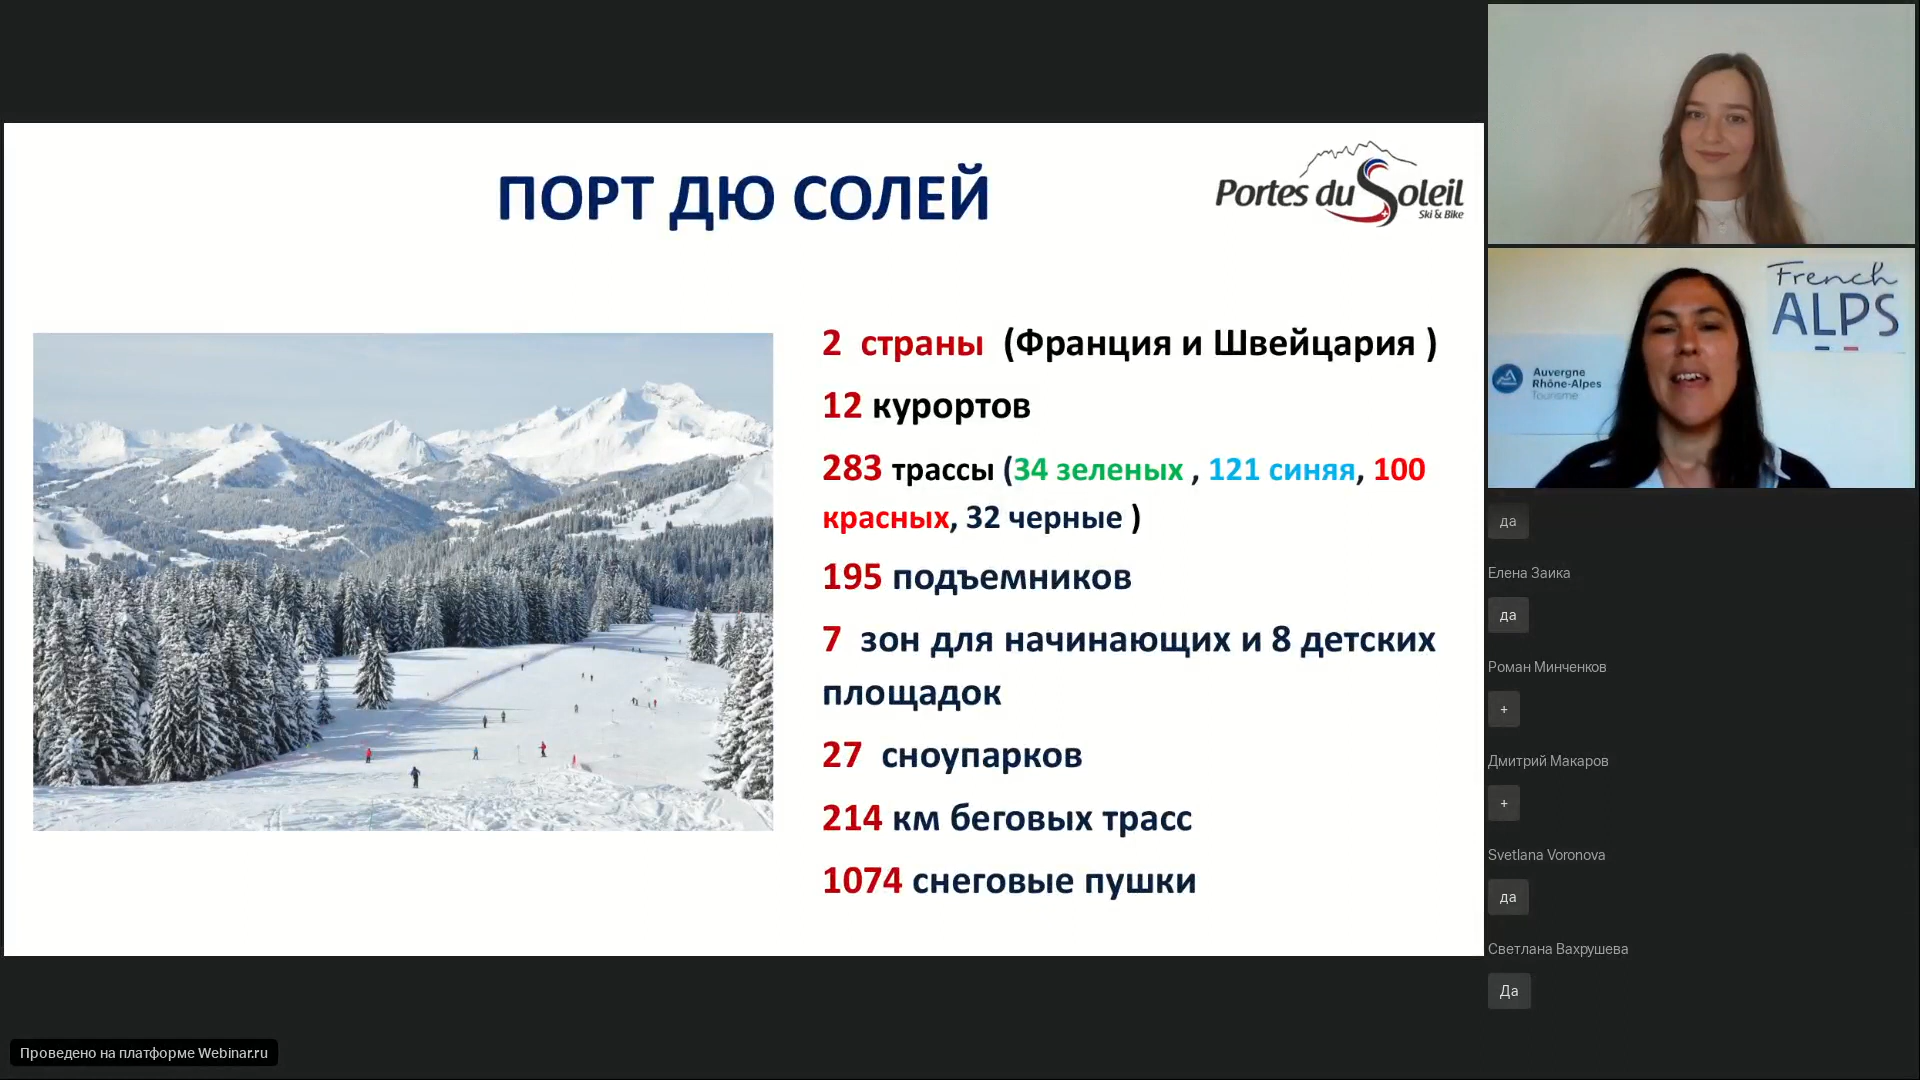 ПОРТ ДЮ СОЛЕЙ
Portes du Soleil
Ski & Bike
2 страны (Франция и Швейцария )
12 курортов
283 трассы (34 зеленых , 121 синяя, 100
красных, 32 черные )
195 подъемников
7 зон для начинающих и 8 детских
площадок
27 сноупарков
214 км беговых трасс
1074 снеговые пушки
French
ALPS
Auvergne
Rhône-Alpes
Tourisme
да
Елена Заика
да
Роман Минченков
+
Дмитрий Макаров
+
Svetlana Voronova
да
Светлана Вахрушева
Да
Проведено на платформе Webinar.ru